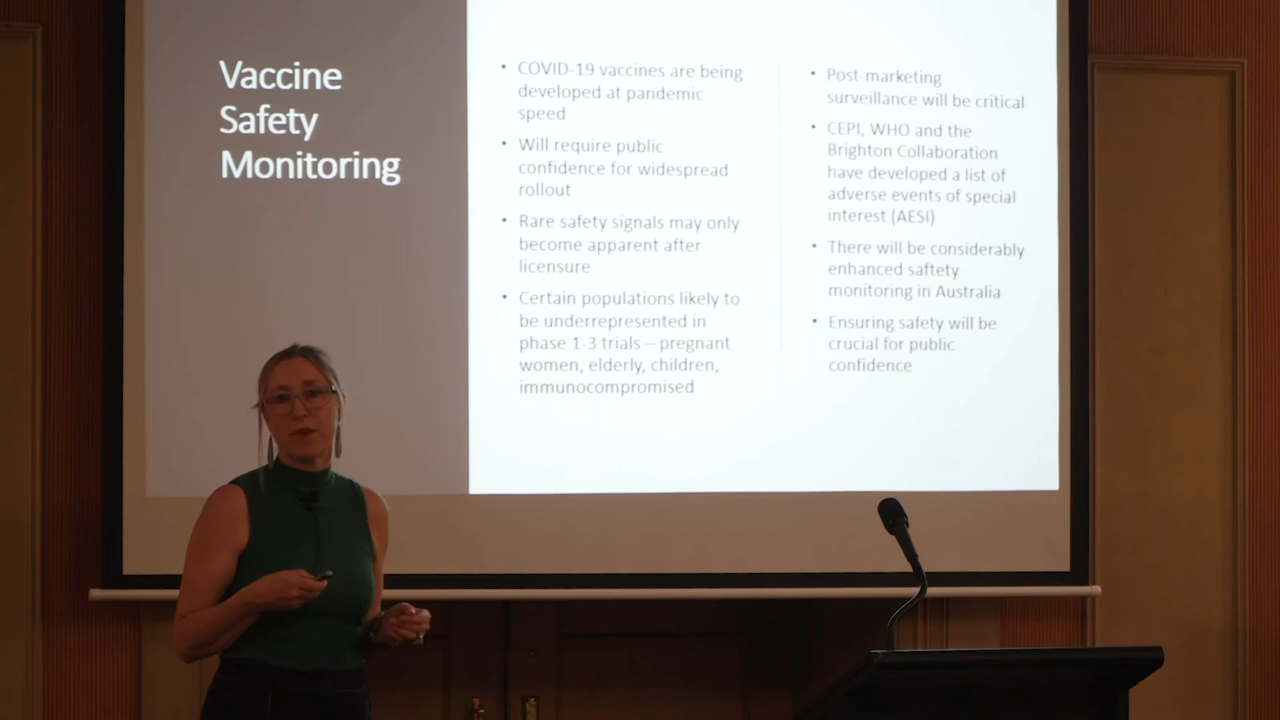 Vaccine
Safety
Monitoring
• COVID-19 vaccines are being
developed at pandemic
speed
• Will require public
confidence for widespread
rollout
• Rare safety signals may only
become apparent after
licensure
• Certain populations likely to
be underrepresented in
phase 1-3 trials – pregnant
women, elderly, children,
immunocompromised
• Post-marketing
surveillance will be critical
• CEPI, WHO and the
Brighton Collaboration
have developed a list of
adverse events of special
interest (AESI)
• There will be considerably
enhanced saftety
monitoring in Australia
• Ensuring safety will be
crucial for public
confidence